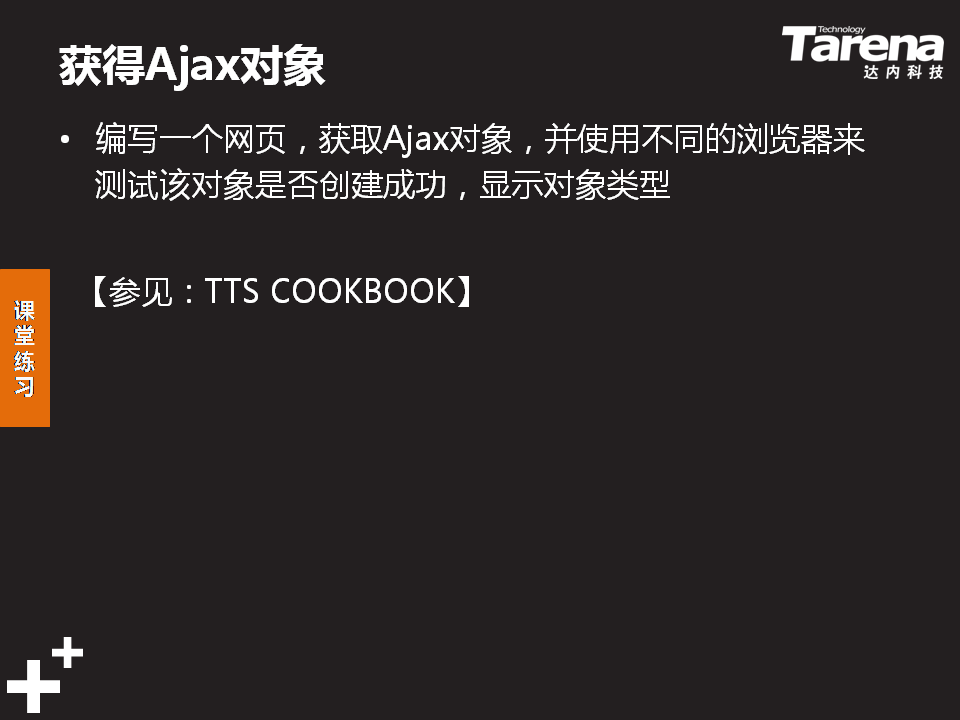 获得Ajax对象
Technology
Tarena
达内科技
• 编写一个网页，获取Ajax对象，并使用不同的浏览器来
测试该对象是否创建成功，显示对象类型
【参见：TTS COOKBOOK】
课
堂
练
习